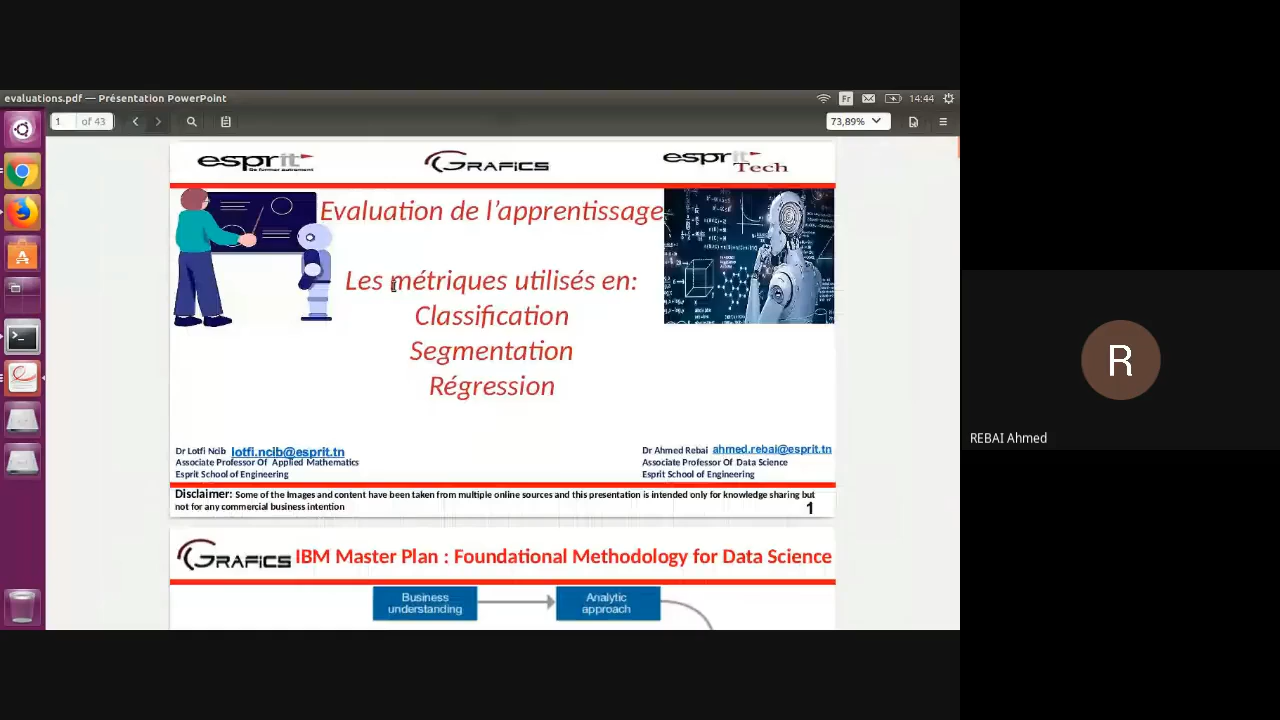 evaluations.pdf — Présentation PowerPoint
Fr
14:44
1 of 43
73,89%
esprit
Se former autrement
GRAFICS
esprit Tech
Evaluation de l'apprentissage
Les métriques utilisés en:
Classification
Segmentation
Régression
Dr Lotfi Ncib lotfi.ncib@esprit.tn
Associate Professor Of Applied Mathematics
Esprit School of Engineering
Dr Ahmed Rebai ahmed.rebai@esprit.tn
Associate Professor Of Data Science
Esprit School of Engineering
Disclaimer: Some of the Images and content have been taken from multiple online sources and this presentation is intended only for knowledge sharing but
not for any commercial business intention
1
GRAFICS IBM Master Plan : Foundational Methodology for Data Science
Business
understanding
Analytic
approach
R
REBAI Ahmed